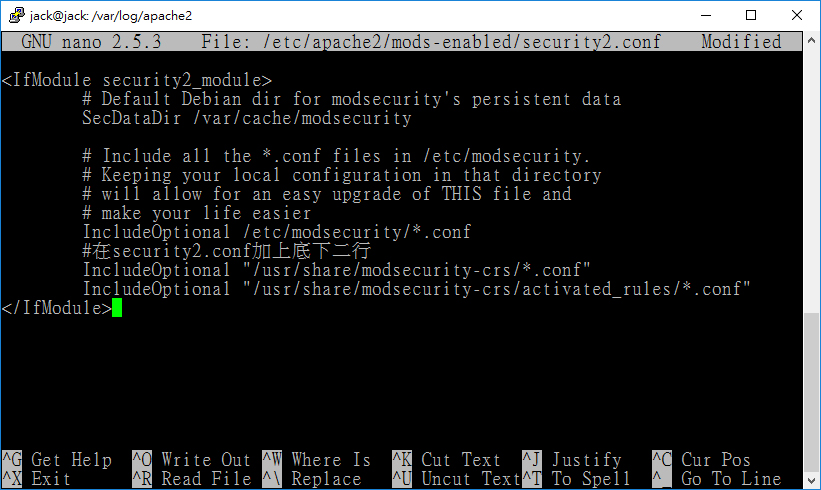 jack@jack: /var/log/apache2
GNU nano 2.5.3 File: /etc/apache2/mods-enabled/security2.conf Modified
<IfModule security2_module>
# Default Debian dir for modsecurity's persistent data
SecDataDir /var/cache/modsecurity
# Include all the *.conf files in /etc/modsecurity.
# Keeping your local configuration in that directory
# will allow for an easy upgrade of THIS file and
# make your life easier
IncludeOptional /etc/modsecurity/*.conf
#在security2.conf加上底下二行
IncludeOptional "/usr/share/modsecurity-crs/*.conf"
IncludeOptional "/usr/share/modsecurity-crs/activated_rules/*.conf"
</IfModule>
^G Get Help ^O Write Out ^W Where Is ^K Cut Text ^J Justify ^C Cur Pos
^X Exit ^R Read File ^\ Replace ^U Uncut Text ^T To Spell ^_ Go To Line